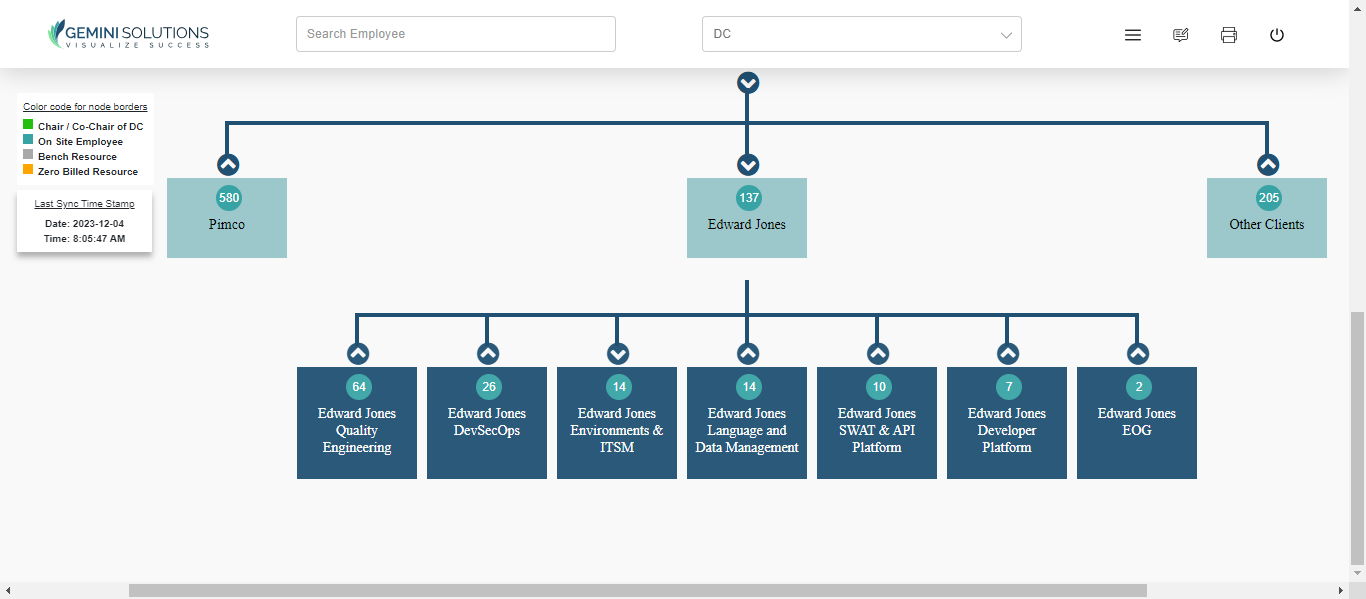 GEMINI SOLUTIONS
VISUALIZE SUCCESS
Search Employee
DC
Color code for node borders
Chair / Co-Chair of DC
On Site Employee
Bench Resource
Zero Billed Resource
Last Sync Time Stamp
Date: 2023-12-04
Time: 8:05:47 AM
580
Pimco
137
Edward Jones
205
Other Clients
64
Edward Jones
Quality
Engineering
26
Edward Jones
DevSecOps
14
Edward Jones
Environments &
ITSM
14
Edward Jones
Language and
Data Management
10
Edward Jones
SWAT & API
Platform
7
Edward Jones
Developer
Platform
2
Edward Jones
EOG